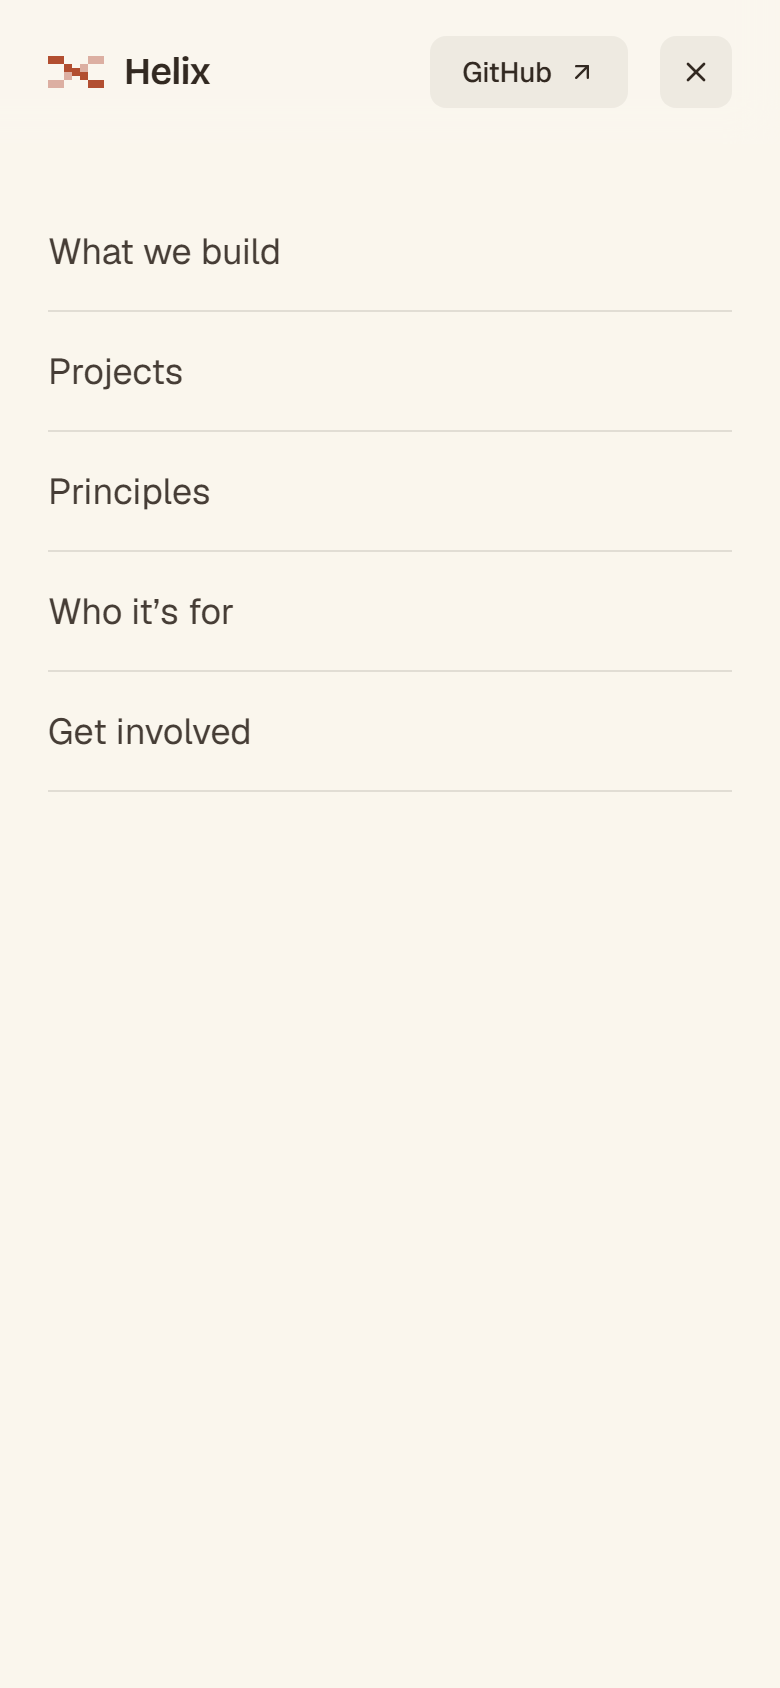 Helix
GitHub
What we build
Projects
Principles
Who it’s for
Get involved